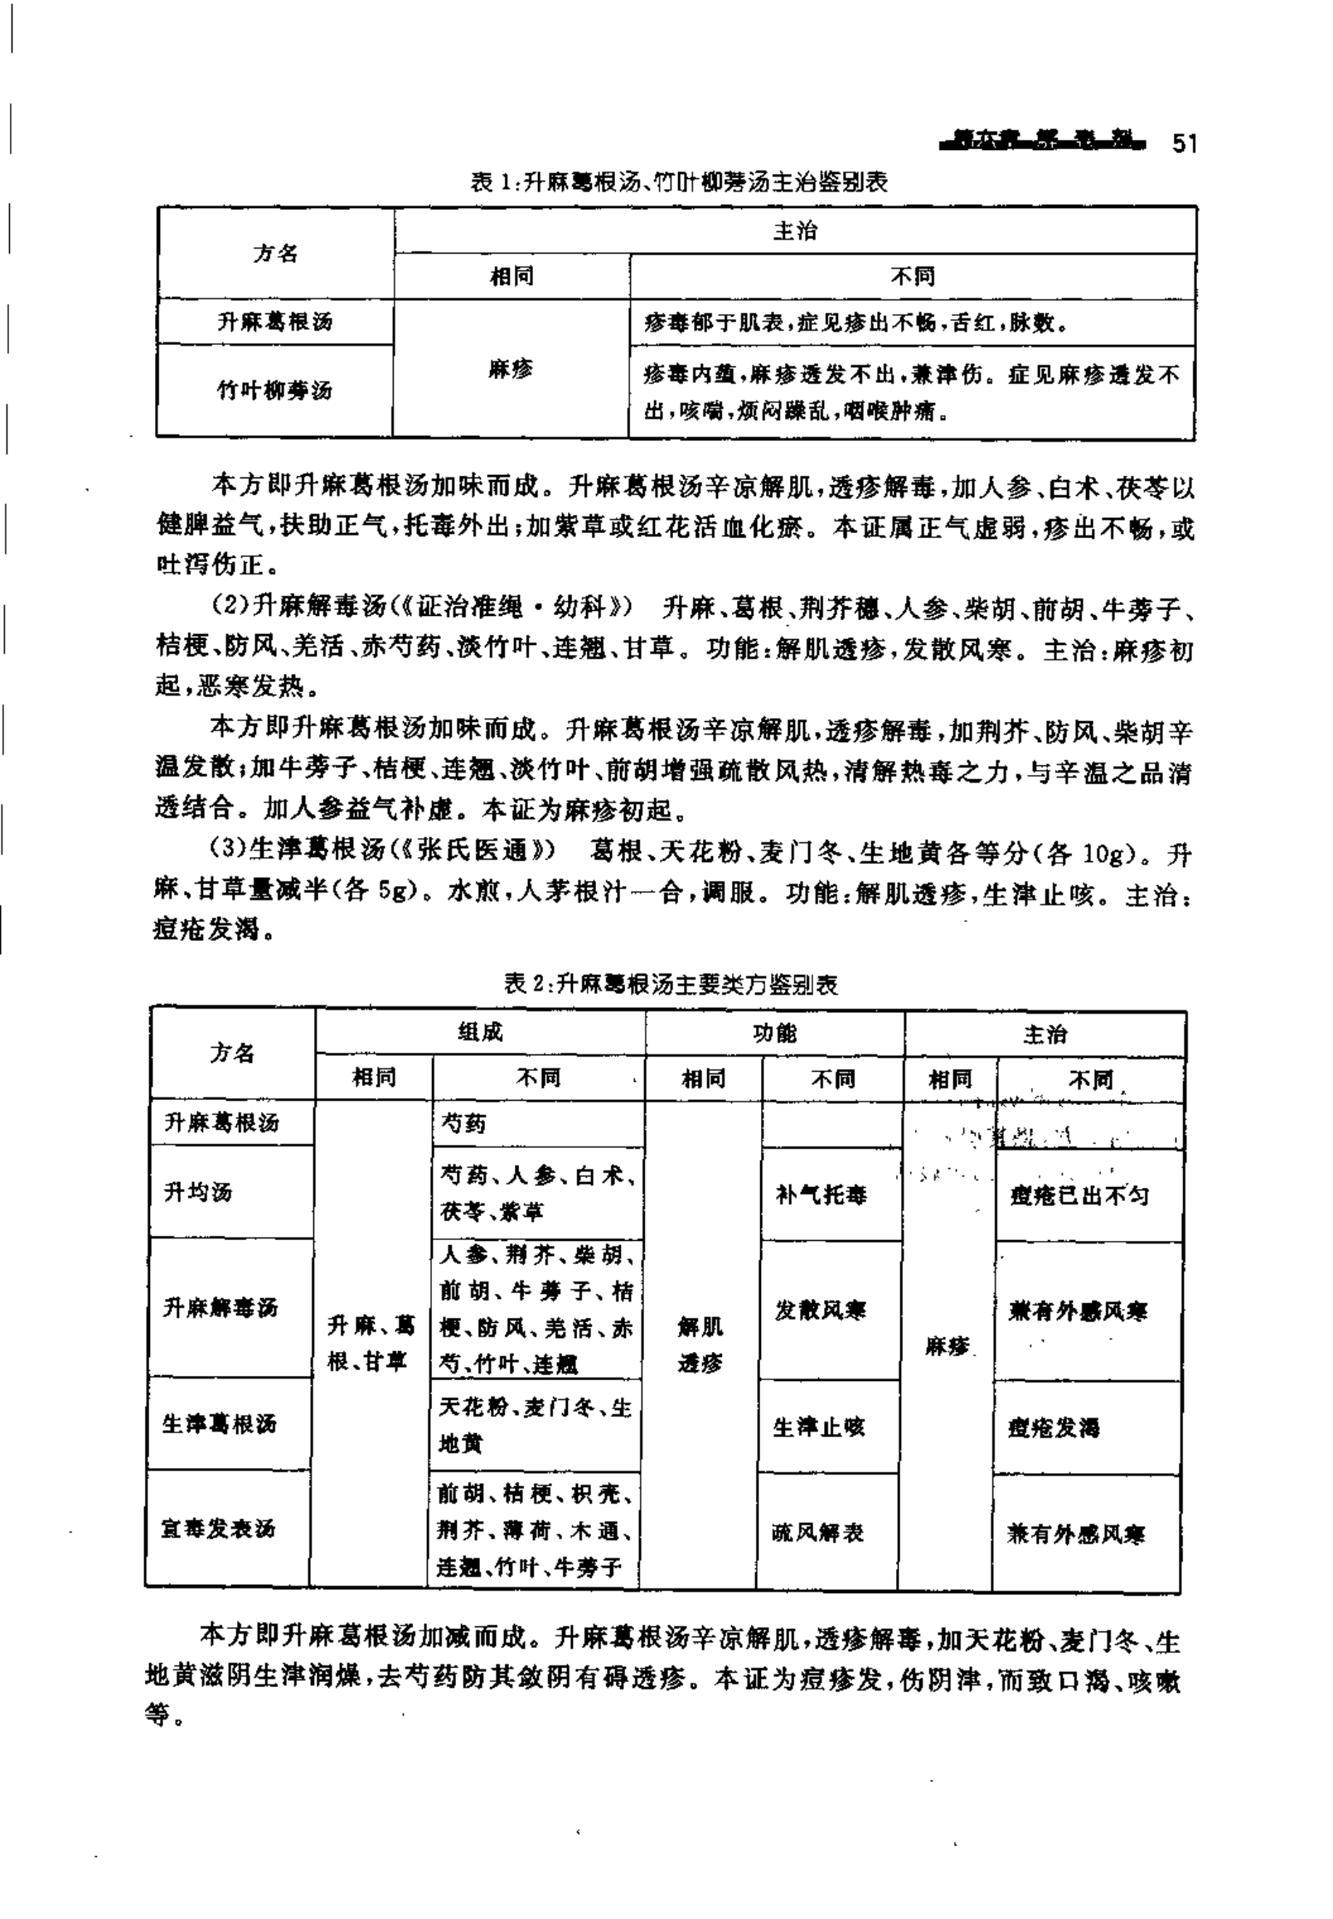 51
表 1:升麻葛根汤、竹叶柳蒡汤主治鉴别表
方名
主治
相同
不同
升麻葛根汤
麻疹
疹毒郁于肌表,症见疹出不畅,舌红,脉数。
竹叶柳蒡汤
疹毒内蕴,麻疹透发不出,兼津伤。症见麻疹透发不
出,咳喘,烦闷躁乱,咽喉肿痛。
本方即升麻葛根汤加味而成。升麻葛根汤辛凉解肌,透疹解毒,加人参、白术、茯苓以
健脾益气,扶助正气,托毒外出;加紫草或红花活血化瘀。本证属正气虚弱,疹出不畅,或
吐泻伤正。
(2)升麻解毒汤(《证治准绳·幼科》) 升麻、葛根、荆芥穗、人参、柴胡、前胡、牛蒡子、
桔梗、防风、羌活、赤芍药、淡竹叶、连翘、甘草。功能:解肌透疹,发散风寒。主治:麻疹初
起,恶寒发热。
本方即升麻葛根汤加味而成。升麻葛根汤辛凉解肌,透疹解毒,加荆芥、防风、柴胡辛
温发散;加牛蒡子、桔梗、连翘、淡竹叶、前胡增强疏散风热,清解热毒之力,与辛温之品清
透结合。加人参益气补虚。本证为麻疹初起。
(3)生津葛根汤(《张氏医通》) 葛根、天花粉、麦门冬、生地黄各等分(各 10g)。升
麻、甘草量减半(各 5g)。水煎,人茅根汁一合,调服。功能:解肌透疹,生津止咳。主治:
痘疮发渴。
表 2:升麻葛根汤主要类方鉴别表
方名
组成
功能
主治
相同
不同
相同
不同
相同
不同
升麻葛根汤
芍药
升均汤
芍药、人参、白术、
茯苓、紫草
补气托毒
痘疮已出不匀
升麻解毒汤
升麻、葛
根、甘草
人参、荆芥、柴胡、
前胡、牛蒡子、桔
梗、防风、羌活、赤
芍、竹叶、连翘
解肌
透疹
发散风寒
麻疹
兼有外感风寒
生津葛根汤
天花粉、麦门冬、生
地黄
生津止咳
痘疮发渴
宣毒发表汤
前胡、桔梗、枳壳、
荆芥、薄荷、木通、
连翘、竹叶、牛蒡子
疏风解表
兼有外感风寒
本方即升麻葛根汤加减而成。升麻葛根汤辛凉解肌,透疹解毒,加天花粉、麦门冬、生
地黄滋阴生津润燥,去芍药防其敛阴有碍透疹。本证为痘疹发,伤阴津,而致口渴、咳嗽
等。